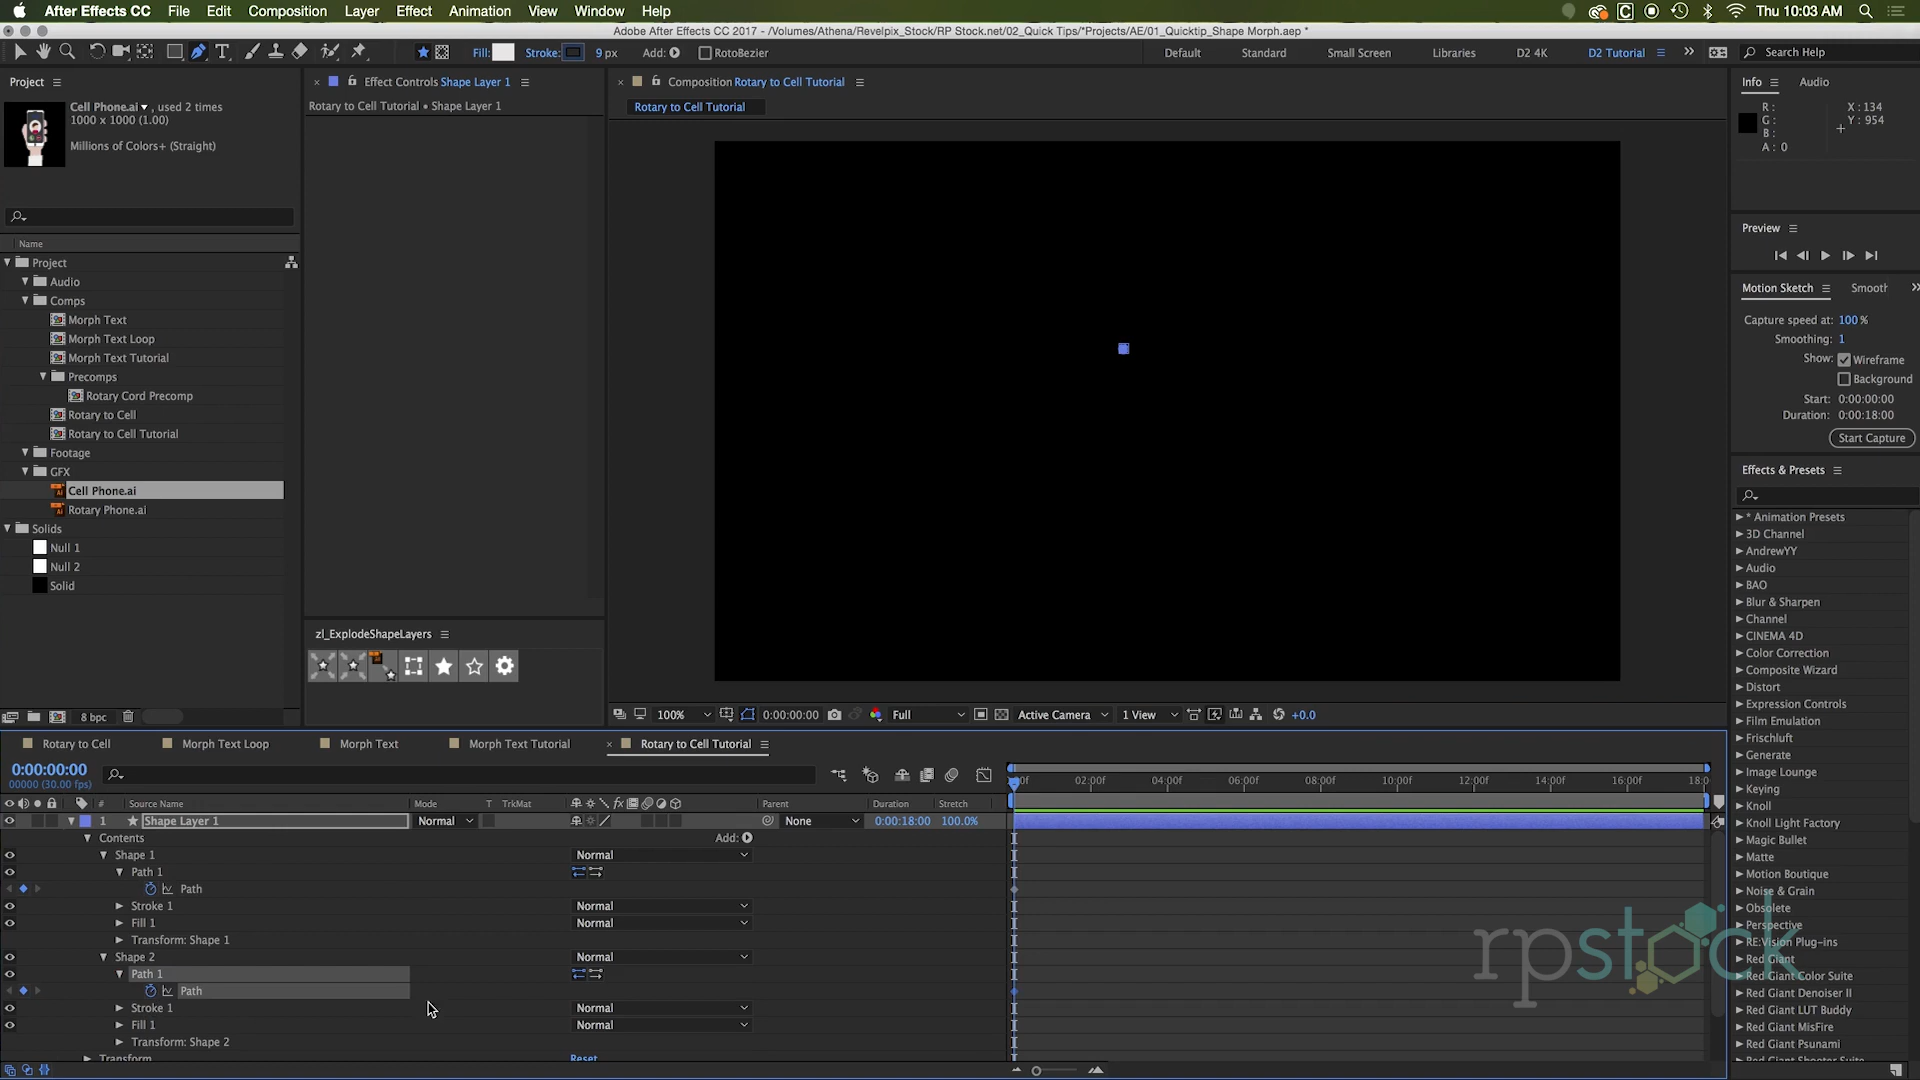 After Effects CC File Edit Composition Layer Effect Animation View Window Help Thu 10:03 AM
Adobe After Effects CC 2017 - /Volumes/Athena/Revelpix_Stock/RP Stock.net/02_Quick Tips/*Projects/AE/01_Quicktip_Shape Morph.aep *
Fill: Stroke: 9 px Add: RotoBezier Default Standard Small Screen Libraries D2 4K D2 Tutorial Search Help
Project
Cell Phone.ai , used 2 times
1000 x 1000 (1.00)
Millions of Colors+ (Straight)
Name
Project
Audio
Comps
Morph Text
Morph Text Loop
Morph Text Tutorial
Precomps
Rotary Cord Precomp
Rotary to Cell
Rotary to Cell Tutorial
Footage
GFX
Cell Phone.ai
Rotary Phone.ai
Solids
Null 1
Null 2
Solid
8 bpc
Effect Controls Shape Layer 1
Rotary to Cell Tutorial • Shape Layer 1
zl_ExplodeShapeLayers
Composition Rotary to Cell Tutorial
Rotary to Cell Tutorial
100% 0:00:00:00 Full Active Camera 1 View +0.0
Info Audio
R :
G :
B :
A : 0
X : 134
Y : 954
Preview
Motion Sketch Smooth
Capture speed at: 100 %
Smoothing: 1
Show: Wireframe
Background
Start: 0:00:00:00
Duration: 0:00:18:00
Start Capture
Effects & Presets
* Animation Presets
3D Channel
AndrewYY
Audio
BAO
Blur & Sharpen
Channel
CINEMA 4D
Color Correction
Composite Wizard
Distort
Expression Controls
Film Emulation
Frischluft
Generate
Image Lounge
Keying
Knoll
Knoll Light Factory
Magic Bullet
Matte
Motion Boutique
Noise & Grain
Obsolete
Perspective
RE:Vision Plug-ins
Red Giant
Red Giant Color Suite
Red Giant Denoiser II
Red Giant LUT Buddy
Red Giant MisFire
Red Giant Psunami
Red Giant Shooter Suite
Rotary to Cell Morph Text Loop Morph Text Morph Text Tutorial Rotary to Cell Tutorial
0:00:00:00
00000 (30.00 fps)
:00f 02:00f 04:00f 06:00f 08:00f 10:00f 12:00f 14:00f 16:00f 18:0
# Source Name Mode T TrkMat Parent Duration Stretch
1 Shape Layer 1 Normal None 0:00:18:00 100.0%
Contents Add:
Shape 1 Normal
Path 1
Path
Stroke 1 Normal
Fill 1 Normal
Transform: Shape 1
Shape 2 Normal
Path 1
Path
Stroke 1 Normal
Fill 1 Normal
Transform: Shape 2
Transform Reset
rpstock